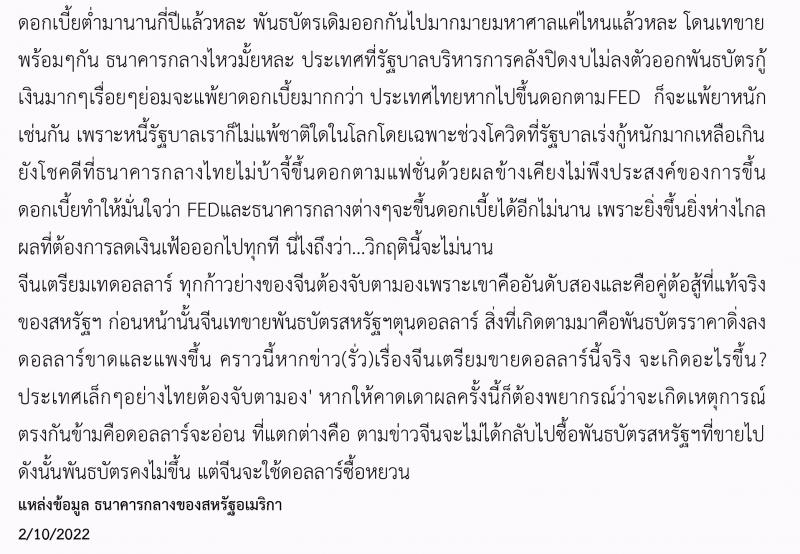 ดอกเบี้ยต่ำมานานกี่ปีแล้วหละ พันธบัตรเดิมออกกันไปมากมายมหาศาลแค่ไหนแล้วหละ โดนเทขาย
พร้อมๆกัน ธนาคารกลางไหวมั้ยหละ ประเทศที่รัฐบาลบริหารการคลังปิดงบไม่ลงตัวออกพันธบัตรกู้
เงินมากๆเรื่อยๆย่อมจะแพ้ยาดอกเบี้ยมากกว่า ประเทศไทยหากไปขึ้นดอกตามFED ก็จะแพ้ยาหนัก
เช่นกัน เพราะหนี้รัฐบาลเราก็ไม่แพ้ชาติใดในโลกโดยเฉพาะช่วงโควิดที่รัฐบาลเร่งกู้หนักมากเหลือเกิน
ยังโชคดีที่ธนาคารกลางไทยไม่บ้าจี้ขึ้นดอกตามแฟชั่นด้วยผลข้างเคียงไม่พึงประสงค์ของการขึ้น
ดอกเบี้ยทำให้มั่นใจว่า FEDและธนาคารกลางต่างๆจะขึ้นดอกเบี้ยได้อีกไม่นาน เพราะยิ่งขึ้นยิ่งห่างไกล
ผลที่ต้องการลดเงินเฟ้อออกไปทุกที นี่ไงถึงว่า...วิกฤตินี้จะไม่นาน
จีนเตรียมเทดอลลาร์ ทุกก้าวย่างของจีนต้องจับตามองเพราะเขาคืออันดับสองและคือคู่ต่อสู้ที่แท้จริง
ของสหรัฐฯ ก่อนหน้านั้นจีนเทขายพันธบัตรสหรัฐฯตุนดอลลาร์ สิ่งที่เกิดตามมาคือพันธบัตรราคาดิ่งลง
ดอลลาร์ขาดและแพงขึ้น คราวนี้หากข่าว(รั่ว)เรื่องจีนเตรียมขายดอลลาร์นี้จริง จะเกิดอะไรขึ้น?
ประเทศเล็กๆอย่างไทยต้องจับตามอง' หากให้คาดเดาผลครั้งนี้ก็ต้องพยากรณ์ว่าจะเกิดเหตุการณ์
ตรงกันข้ามคือดอลลาร์จะอ่อน ที่แตกต่างคือ ตามข่าวจีนจะไม่ได้กลับไปซื้อพันธบัตรสหรัฐฯที่ขายไป
ดังนั้นพันธบัตรคงไม่ขึ้น แต่จีนจะใช้ดอลลาร์ซื้อหยวน
แหล่งข้อมูล ธนาคารกลางของสหรัฐอเมริกา
2/10/2022